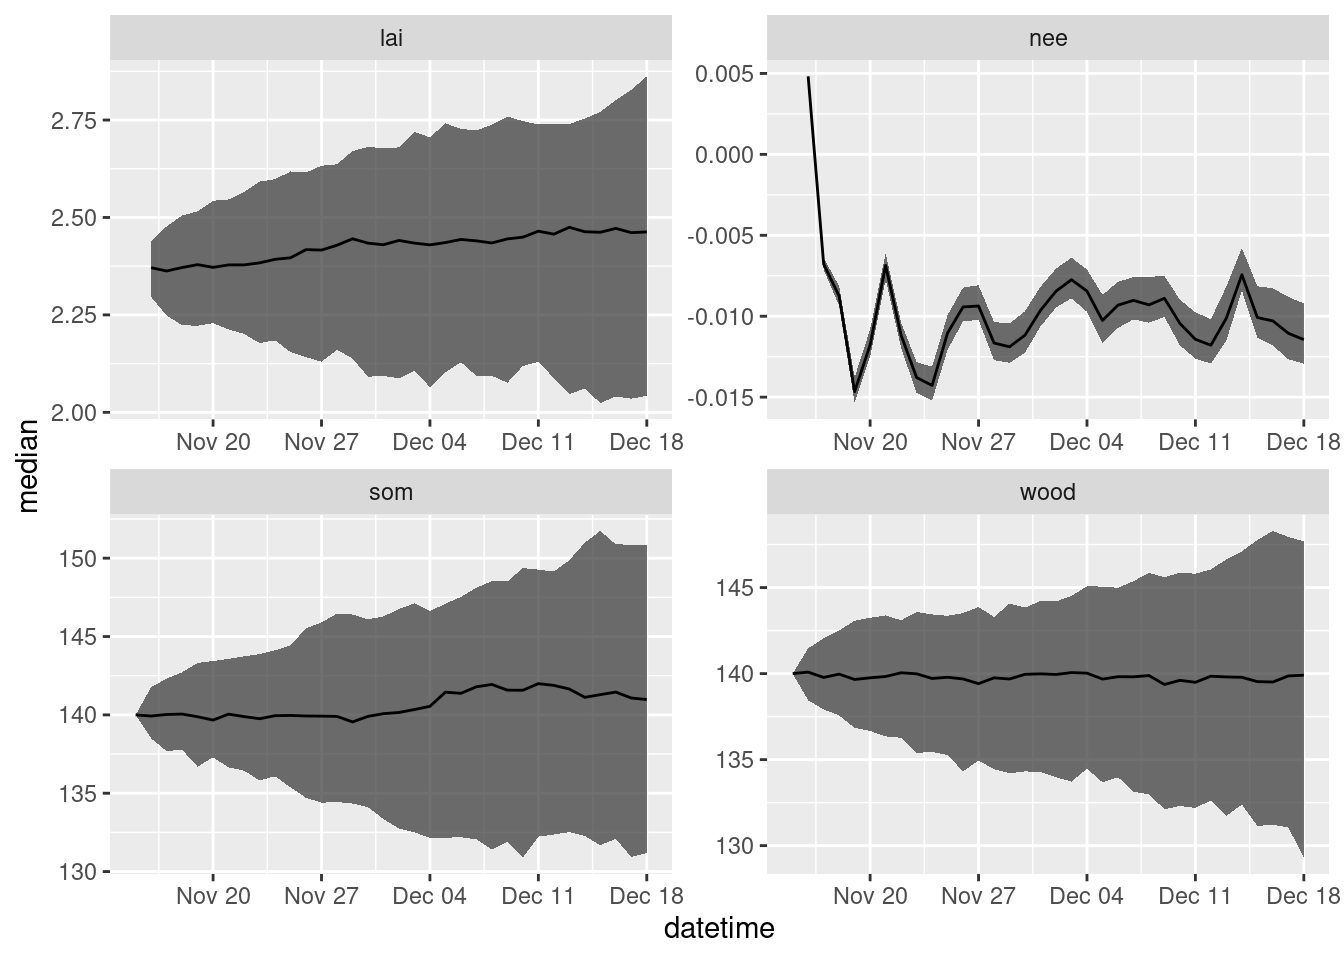 lai
nee
2.75
2.50
2.25
2.00
0.005
0.000
-0.005
-0.010
-0.015
Nov 20 Nov 27 Dec 04 Dec 11 Dec 18
Nov 20 Nov 27 Dec 04 Dec 11 Dec 18
median
som
wood
150
145
140
135
130
145
140
135
130
Nov 20 Nov 27 Dec 04 Dec 11 Dec 18
Nov 20 Nov 27 Dec 04 Dec 11 Dec 18
datetime